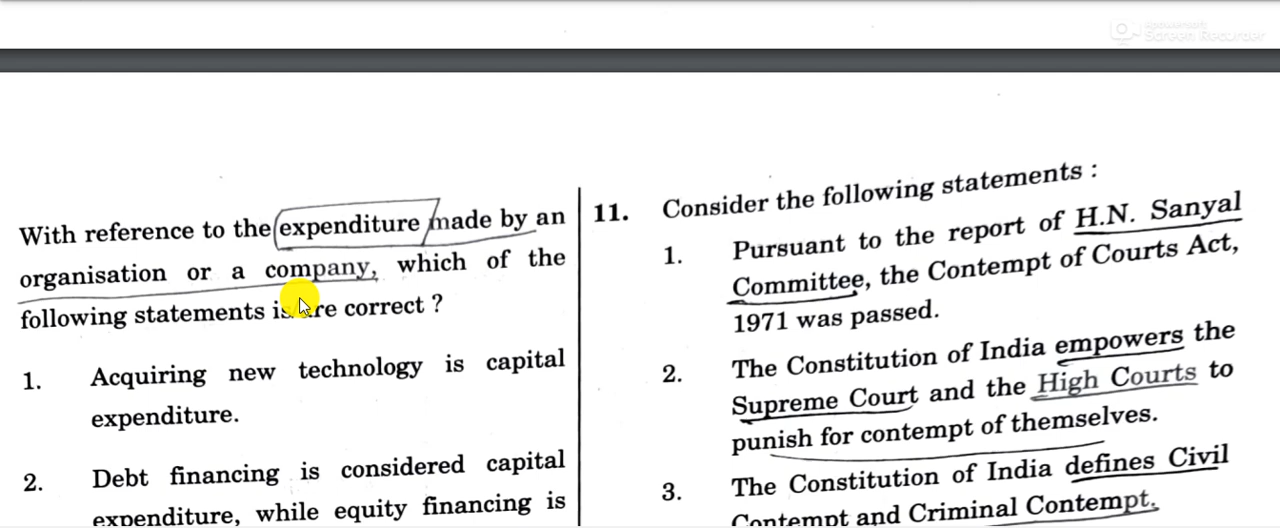 Apowersoft
Screen Recorder
With reference to the expenditure made by an
organisation or a company, which of the
following statements is/are correct ?
1. Acquiring new technology is capital
expenditure.
2. Debt financing is considered capital
expenditure, while equity financing is
11. Consider the following statements :
1. Pursuant to the report of H.N. Sanyal
Committee, the Contempt of Courts Act,
1971 was passed.
2. The Constitution of India empowers the
Supreme Court and the High Courts to
punish for contempt of themselves.
3. The Constitution of India defines Civil
Contempt and Criminal Contempt.